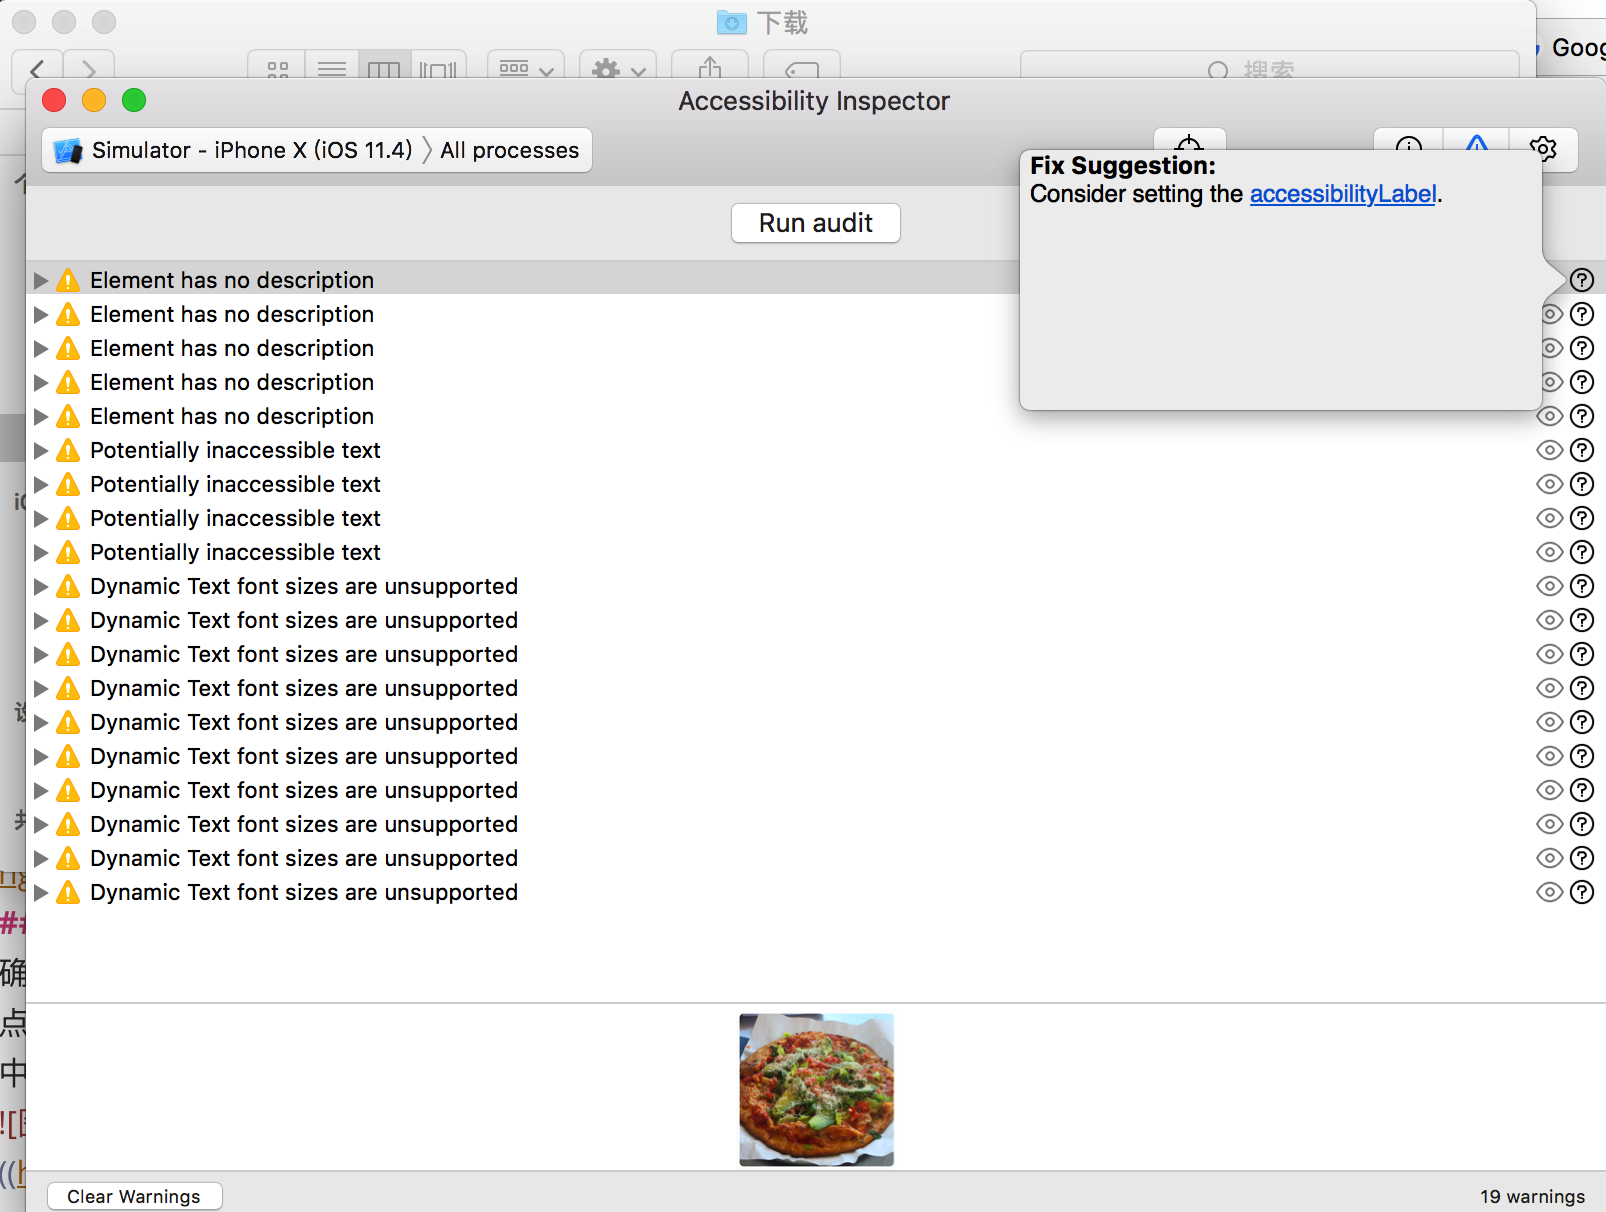 下载
搜索
Goog
Accessibility Inspector
Simulator - iPhone X (iOS 11.4) 〉All processes
Fix Suggestion:
Consider setting the accessibilityLabel.
Run audit
Element has no description
Element has no description
Element has no description
Element has no description
Element has no description
Potentially inaccessible text
Potentially inaccessible text
Potentially inaccessible text
Potentially inaccessible text
Dynamic Text font sizes are unsupported
Dynamic Text font sizes are unsupported
Dynamic Text font sizes are unsupported
Dynamic Text font sizes are unsupported
Dynamic Text font sizes are unsupported
Dynamic Text font sizes are unsupported
Dynamic Text font sizes are unsupported
Dynamic Text font sizes are unsupported
Dynamic Text font sizes are unsupported
Dynamic Text font sizes are unsupported
##
确
点
中
![
((h
Clear Warnings
19 warnings